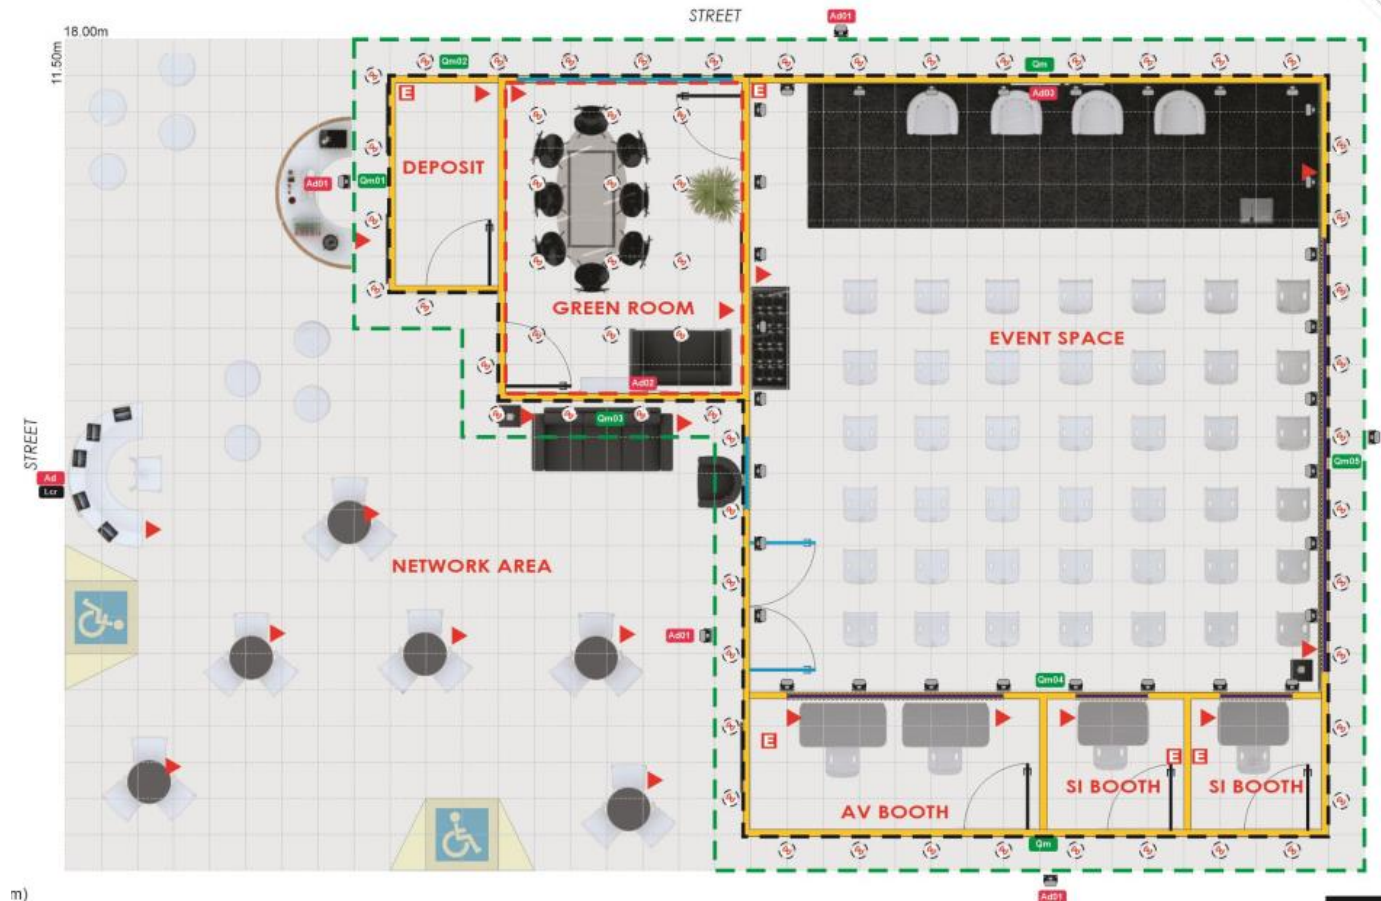 STREET
Ad01
18.00m
11.50m
Qm02
Qm
E
E
Ad03
DEPOSIT
Ad01
Qm01
GREEN ROOM
EVENT SPACE
Ad02
Qm03
STREET
Ad
Lcr
Qm05
NETWORK AREA
Ad01
Qm04
E
E
E
SI BOOTH
SI BOOTH
AV BOOTH
Qm
m)
Ad01